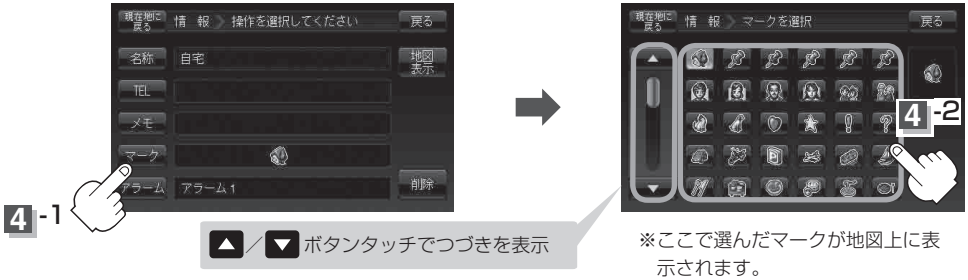 現在地に戻る 情 報 操作を選択してください 戻る
名称 自宅 地図表示
TEL
メモ
マーク
アラーム アラーム 1 削除
4-1
▲／▼ボタンタッチでつづきを表示
現在地に戻る 情 報 マークを選択 戻る
4-2
※ここで選んだマークが地図上に表
示されます。